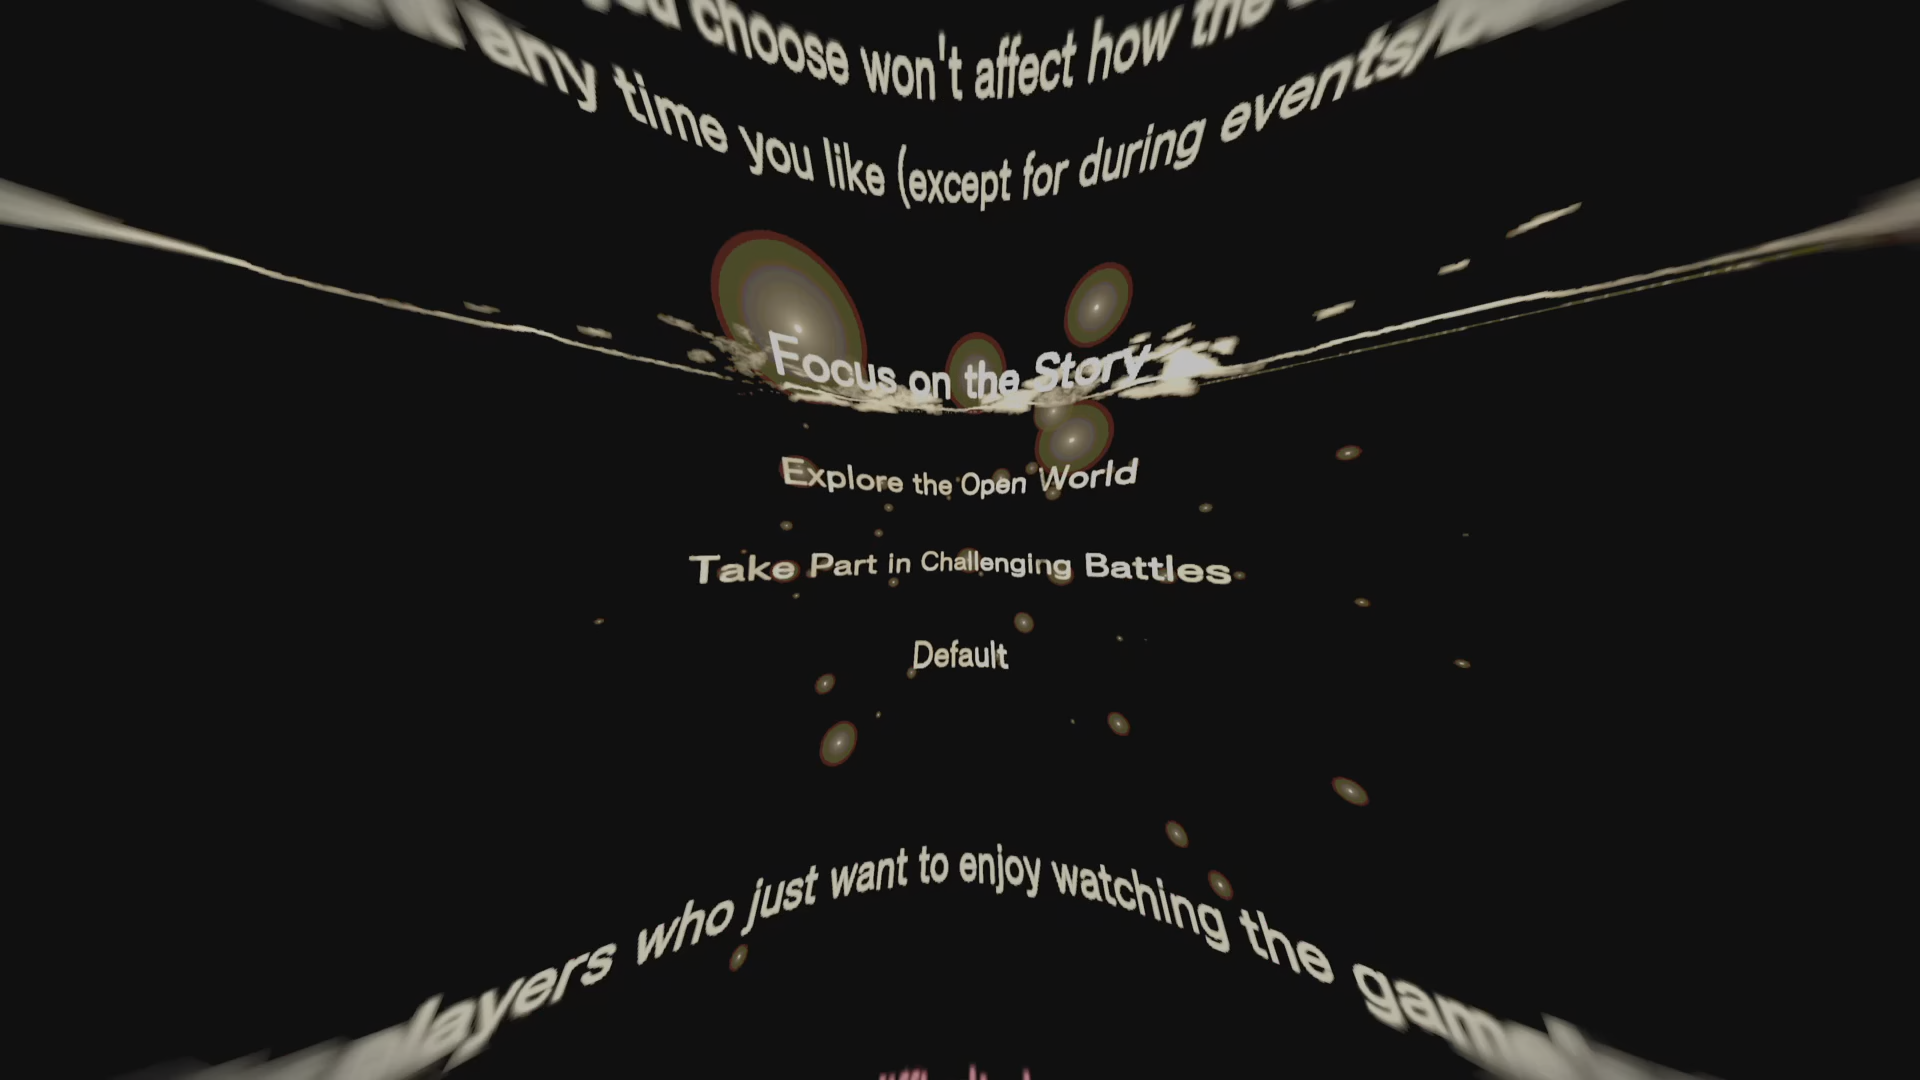 choose won't affect how the
any time you like (except for during events/
Focus on the Story
Explore the Open World
Take Part in Challenging Battles
Default
who just want to enjoy watching the